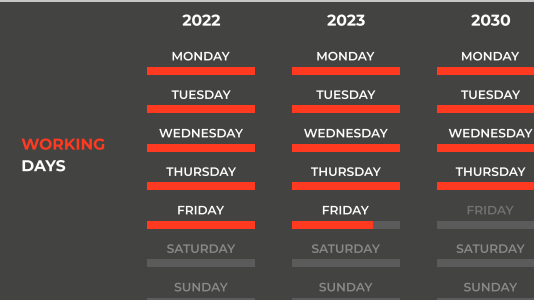 2022 2023 2030
MONDAY MONDAY MONDAY
TUESDAY TUESDAY TUESDAY
WEDNESDAY WEDNESDAY WEDNESDAY
WORKING
DAYS
THURSDAY THURSDAY THURSDAY
FRIDAY FRIDAY FRIDAY
SATURDAY SATURDAY SATURDAY
SUNDAY SUNDAY SUNDAY